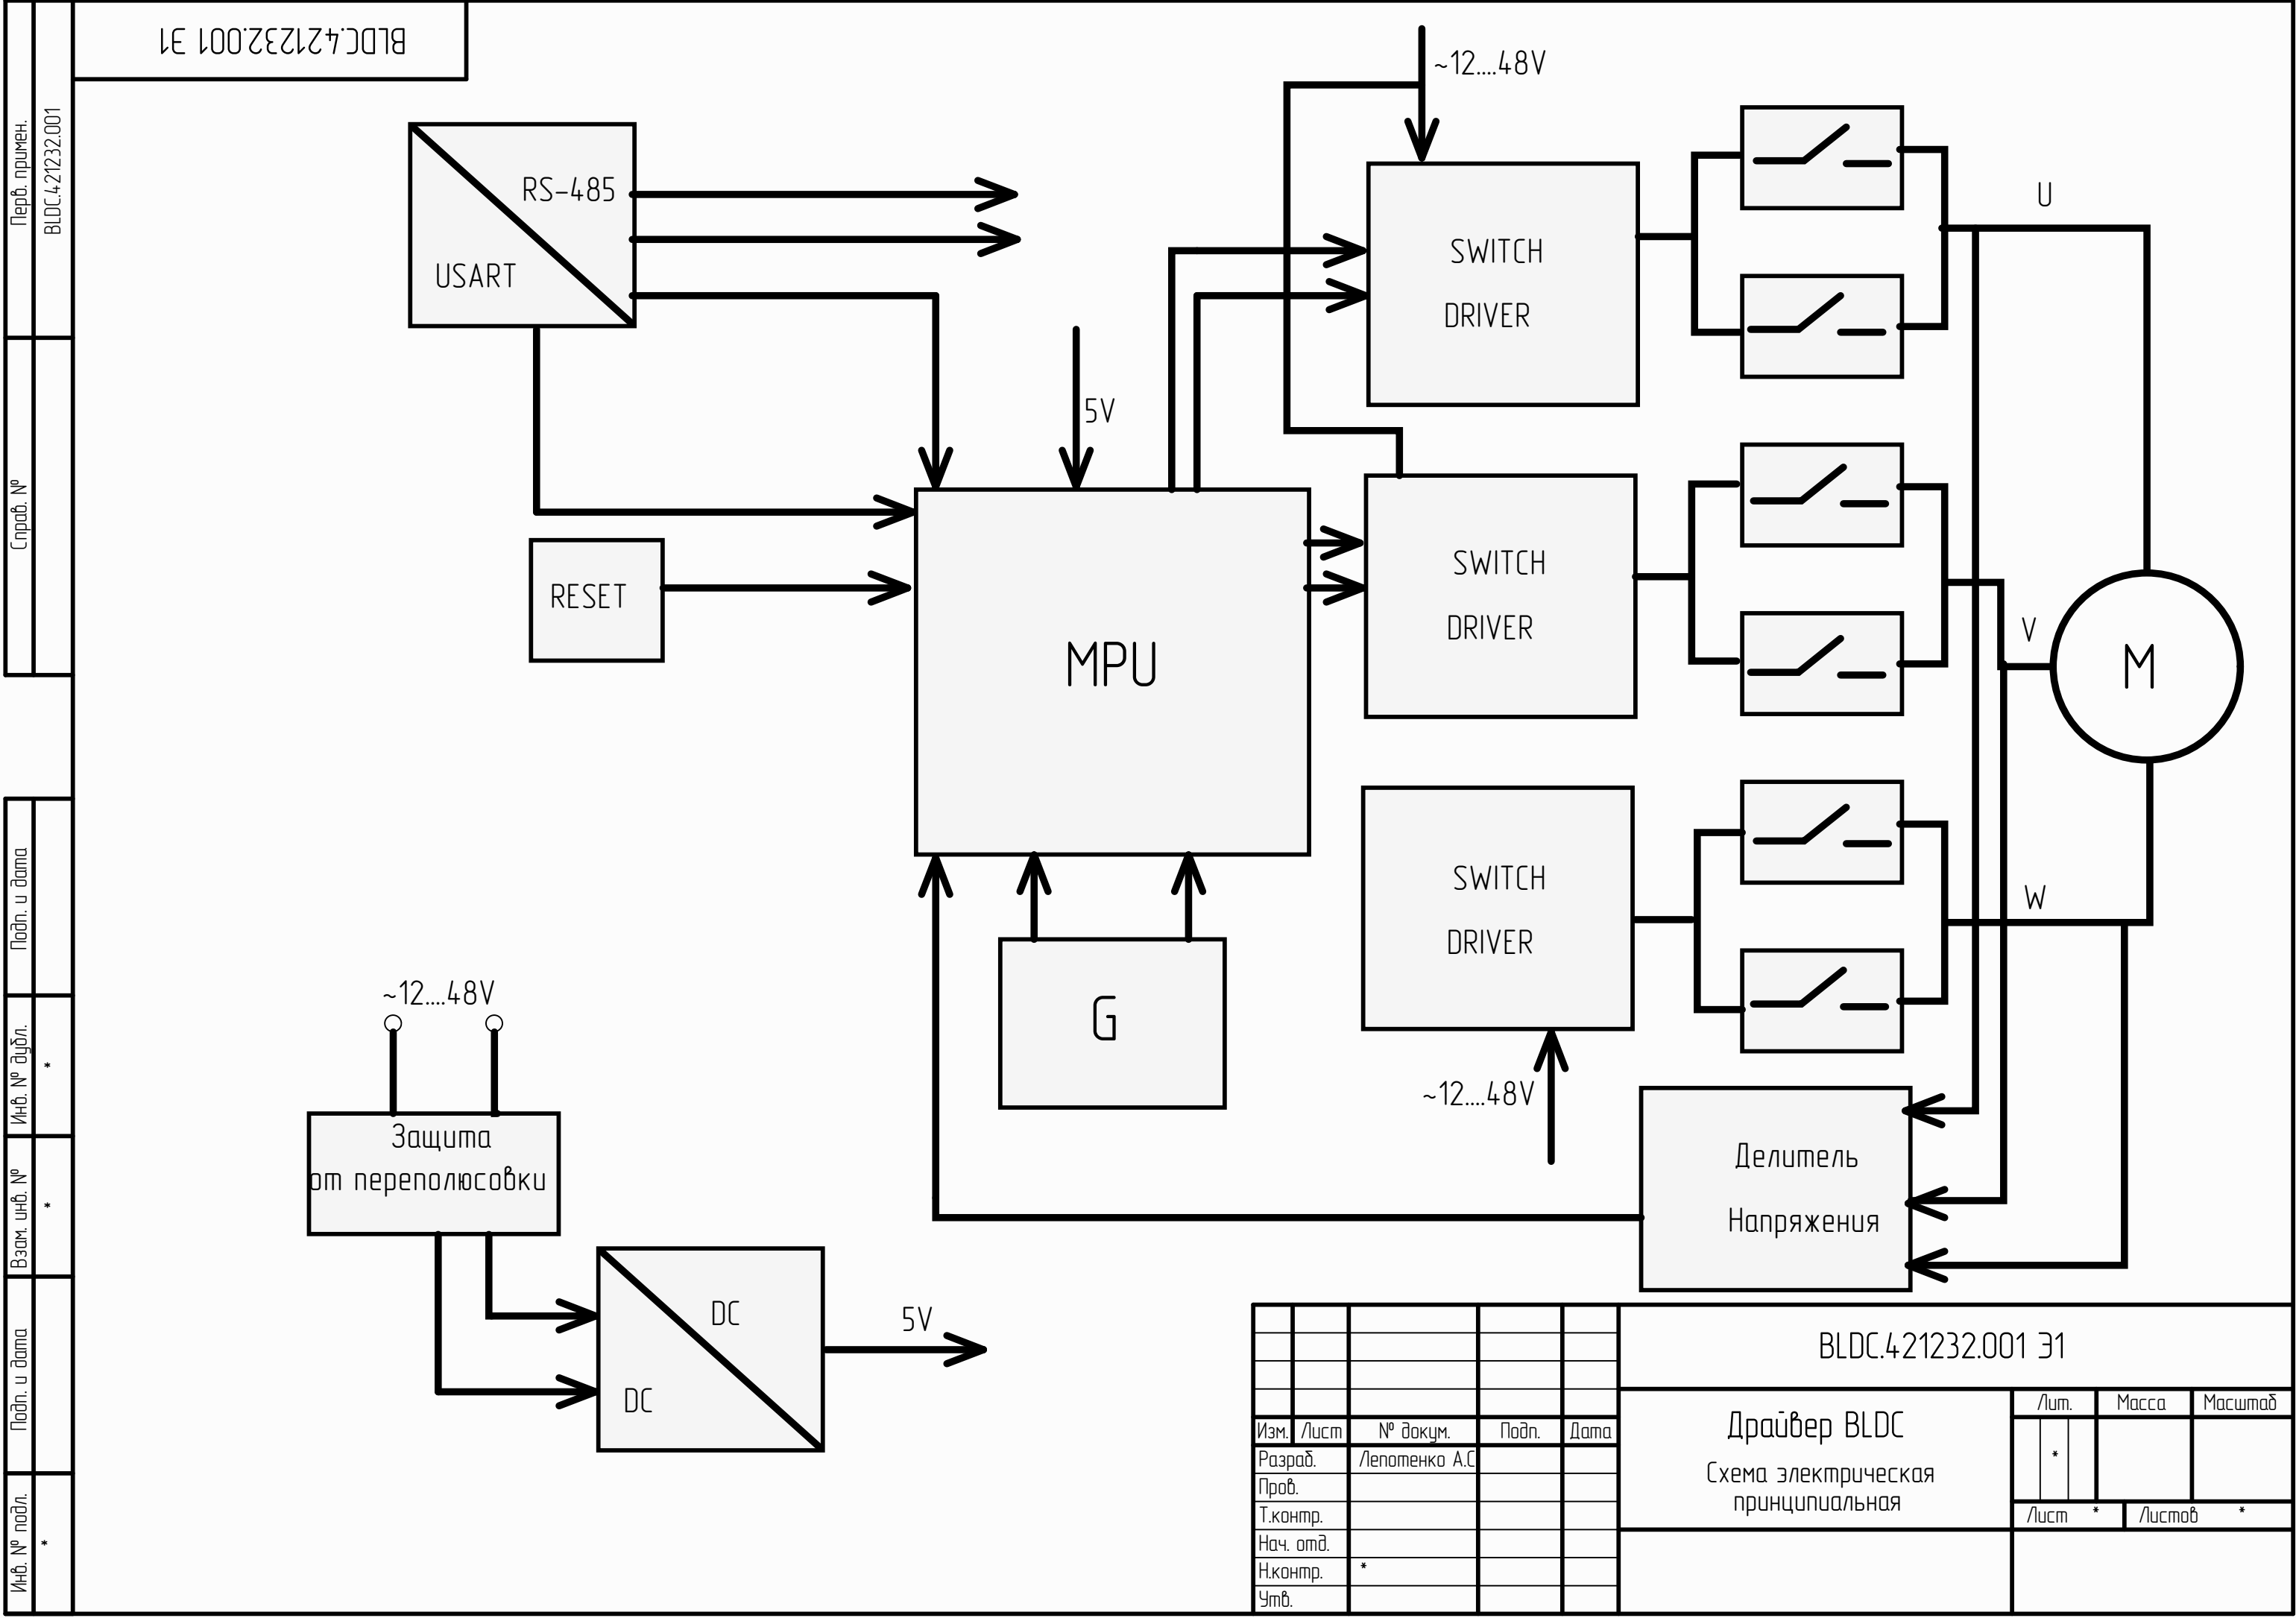 BLDC.421232.001 Э1
Перв. примен.
BLDC.421232.001
Справ. №
Подп. и дата
Инв. № дубл.
*
Взам. инв. №
*
Подп. и дата
Инв. № подл.
*
~12....48V
RS-485
USART
U
SWITCH
DRIVER
5V
RESET
MPU
SWITCH
DRIVER
V
M
SWITCH
DRIVER
W
G
~12....48V
~12....48V
Защита
от переполюсовки
Делитель
Напряжения
DC
DC
5V
BLDC.421232.001 Э1
Драйвер BLDC
Схема электрическая
принципиальная
Лит. Масса Масштаб
*
Лист * Листов *
Изм. Лист № докум. Подп. Дата
Разраб. Лепотенко А.С
Пров.
Т.контр.
Нач. отд.
Н.контр. *
Утв.